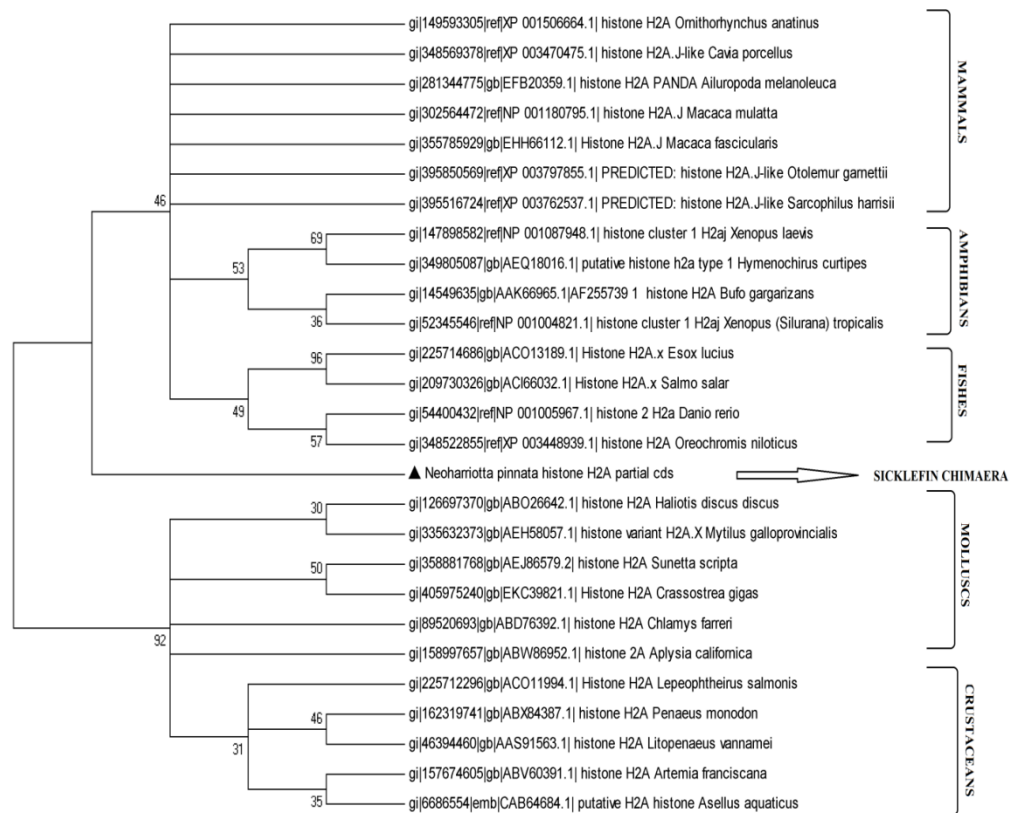 gi|149593305|ref|XP 001506664.1| histone H2A Ornithorhynchus anatinus
gi|348569378|ref|XP 003470475.1| histone H2A.J-like Cavia porcellus
gi|281344775|gb|EFB20359.1| histone H2A PANDA Ailuropoda melanoleuca
gi|302564472|ref|NP 001180795.1| histone H2A.J Macaca mulatta
gi|355785929|gb|EHH66112.1| Histone H2A.J Macaca fascicularis
gi|395850569|ref|XP 003797855.1| PREDICTED: histone H2A.J-like Otolemur garnettii
gi|395516724|ref|XP 003762537.1| PREDICTED: histone H2A.J-like Sarcophilus harrisii
MAMMALS
46
gi|147898582|ref|NP 001087948.1| histone cluster 1 H2aj Xenopus laevis
69
gi|349805087|gb|AEQ18016.1| putative histone h2a type 1 Hymenochirus curtipes
53
gi|14549635|gb|AAK66965.1|AF255739 1 histone H2A Bufo gargarizans
36
gi|52345546|ref|NP 001004821.1| histone cluster 1 H2aj Xenopus (Silurana) tropicalis
AMPHIBIANS
gi|225714686|gb|ACO13189.1| Histone H2A.x Esox lucius
96
gi|209730326|gb|ACI66032.1| Histone H2A.x Salmo salar
49
gi|54400432|ref|NP 001005967.1| histone 2 H2a Danio rerio
57
gi|348522855|ref|XP 003448939.1| histone H2A Oreochromis niloticus
FISHES
▲ Neoharriotta pinnata histone H2A partial cds
SICKLEFIN CHIMAERA
gi|126697370|gb|ABO26642.1| histone H2A Haliotis discus discus
30
gi|335632373|gb|AEH58057.1| histone variant H2A.X Mytilus galloprovincialis
gi|358881768|gb|AEJ86579.2| histone H2A Sunetta scripta
50
gi|405975240|gb|EKC39821.1| Histone H2A Crassostrea gigas
gi|89520693|gb|ABD76392.1| histone H2A Chlamys farreri
92
gi|158997657|gb|ABW86952.1| histone 2A Aplysia californica
MOLLUSCS
gi|225712296|gb|ACO11994.1| Histone H2A Lepeophtheirus salmonis
gi|162319741|gb|ABX84387.1| histone H2A Penaeus monodon
46
31
gi|46394460|gb|AAS91563.1| histone H2A Litopenaeus vannamei
gi|157674605|gb|ABV60391.1| histone H2A Artemia franciscana
35
gi|6686554|emb|CAB64684.1| putative H2A histone Asellus aquaticus
CRUSTACEANS